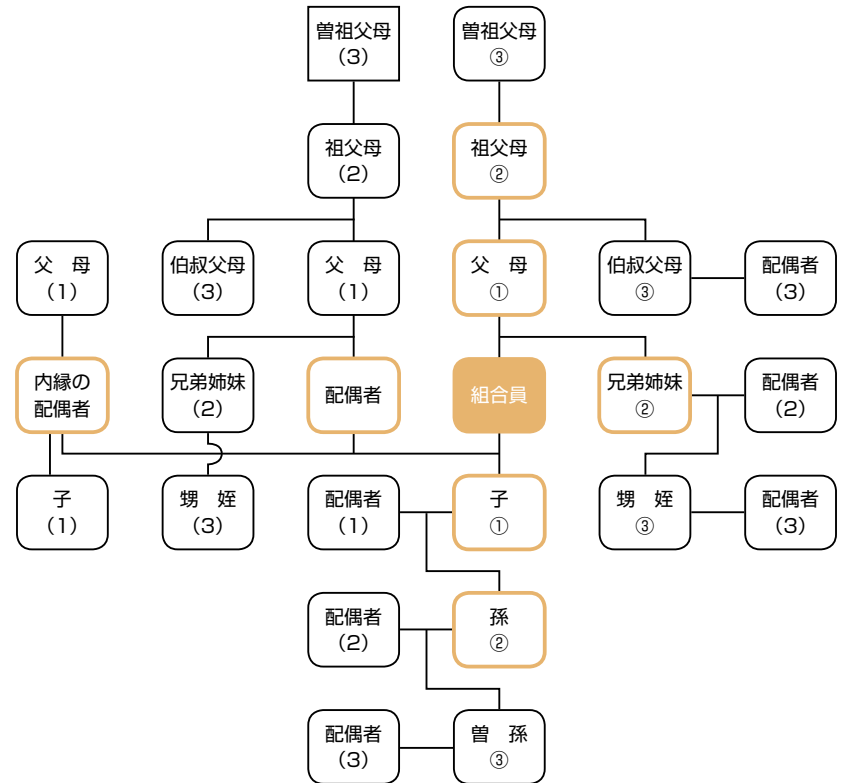 曽祖父母
(3)
曽祖父母
③
祖父母
(2)
祖父母
②
父　母
(1)
伯叔父母
(3)
父　母
(1)
父　母
①
伯叔父母
③
配偶者
(3)
内縁の
配偶者
兄弟姉妹
(2)
配偶者
組合員
兄弟姉妹
②
配偶者
(2)
子
(1)
甥　姪
(3)
配偶者
(1)
子
①
甥　姪
③
配偶者
(3)
配偶者
(2)
孫
②
配偶者
(3)
曽　孫
③